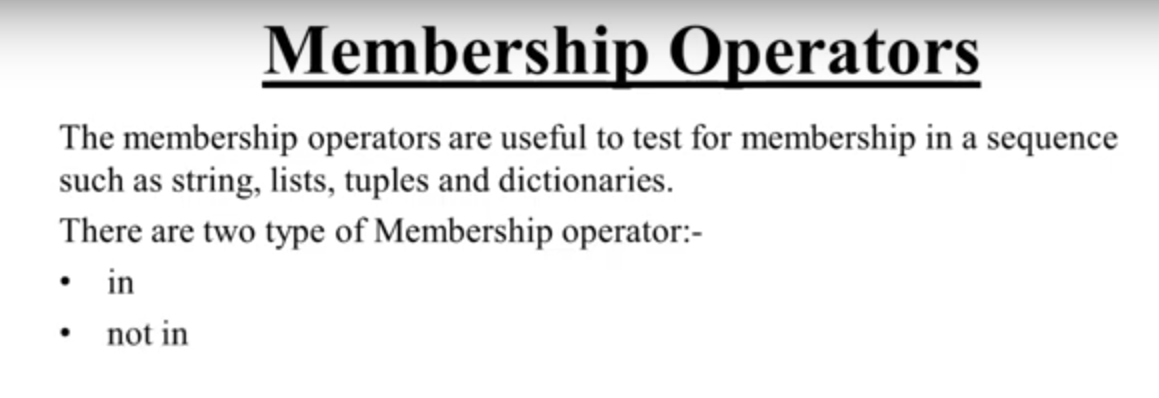 Membership Operators
The membership operators are useful to test for membership in a sequence
such as string, lists, tuples and dictionaries.
There are two type of Membership operator:-
• in
• not in